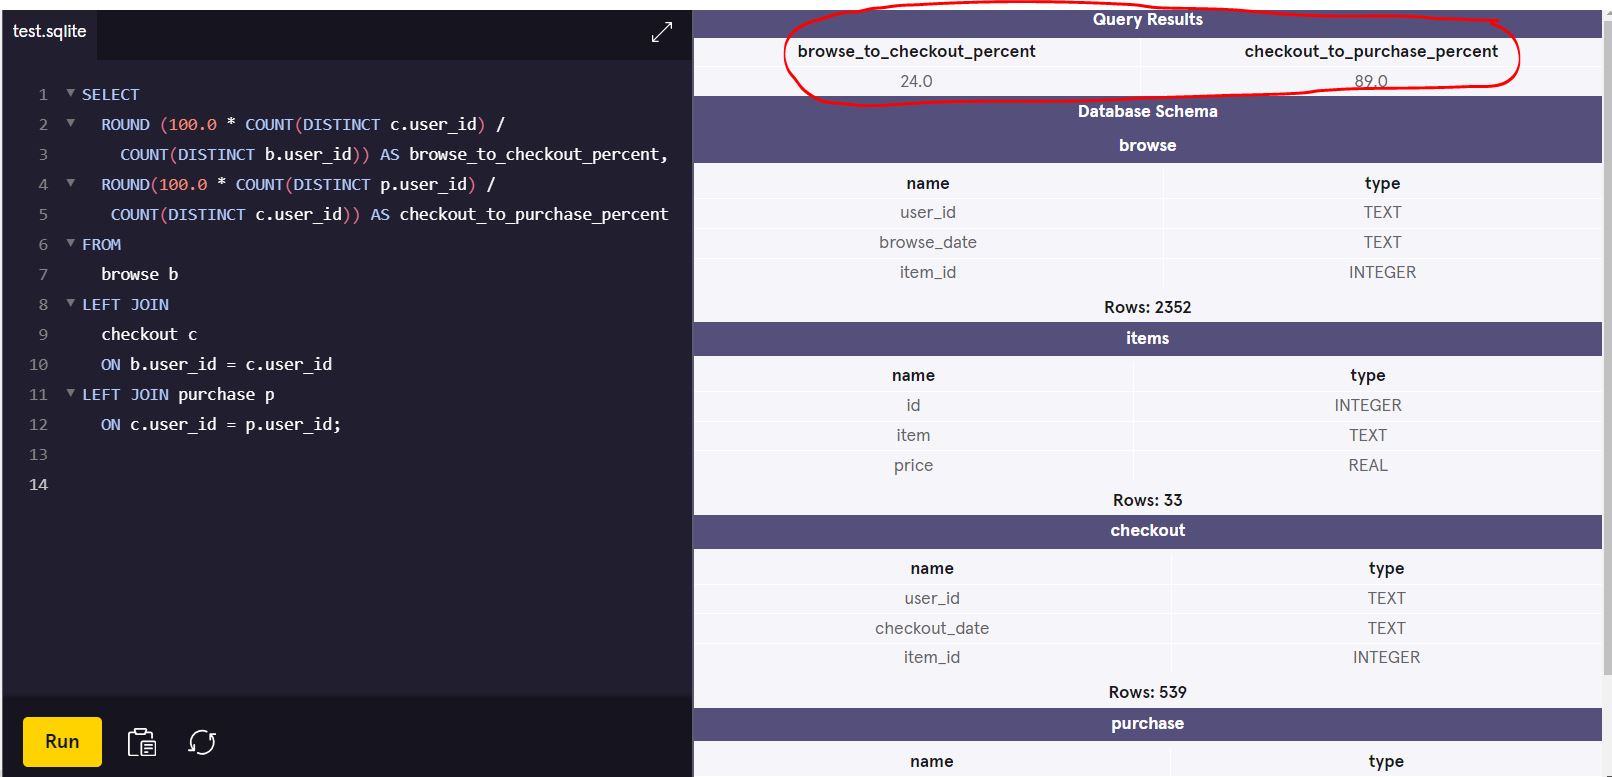 test.sqlite
1 SELECT
2 ROUND (100.0 * COUNT(DISTINCT c.user_id) /
3 COUNT(DISTINCT b.user_id)) AS browse_to_checkout_percent,
4 ROUND(100.0 * COUNT(DISTINCT p.user_id) /
5 COUNT(DISTINCT c.user_id)) AS checkout_to_purchase_percent
6 FROM
7 browse b
8 LEFT JOIN
9 checkout c
10 ON b.user_id = c.user_id
11 LEFT JOIN purchase p
12 ON c.user_id = p.user_id;
13
14
Run
Query Results
browse_to_checkout_percent checkout_to_purchase_percent
24.0 89.0
Database Schema
browse
name type
user_id TEXT
browse_date TEXT
item_id INTEGER
Rows: 2352
items
name type
id INTEGER
item TEXT
price REAL
Rows: 33
checkout
name type
user_id TEXT
checkout_date TEXT
item_id INTEGER
Rows: 539
purchase
name type